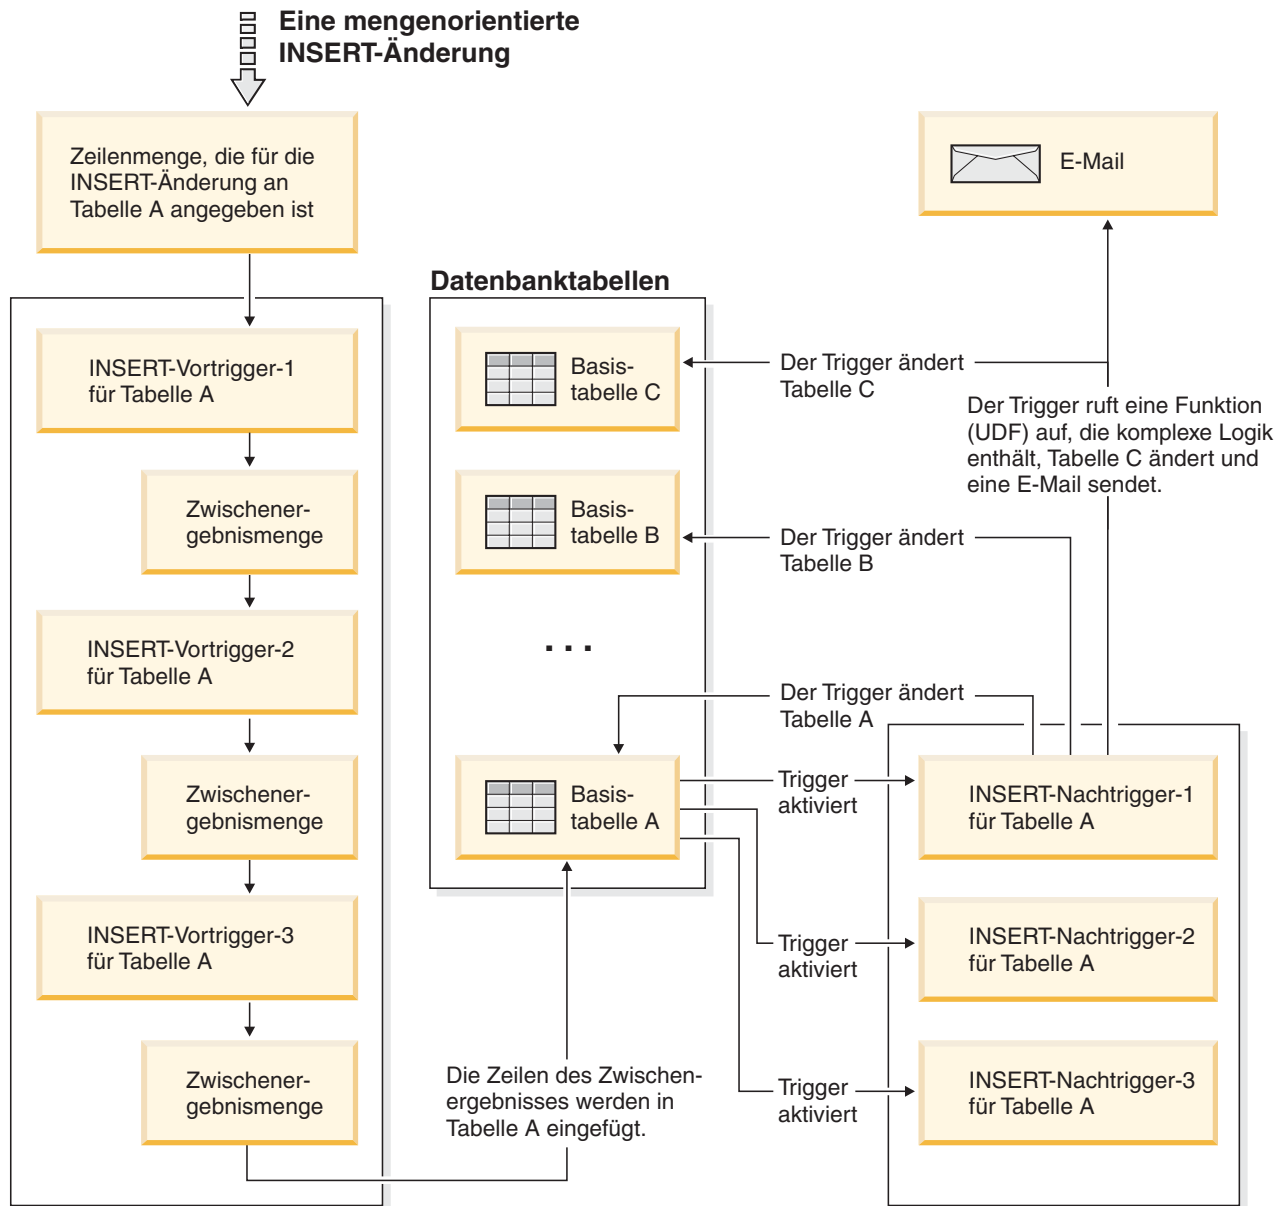 Eine mengenorientierte
INSERT-Änderung
Zeilenmenge, die für die
INSERT-Änderung an
Tabelle A angegeben ist
E-Mail
Datenbanktabellen
INSERT-Vortrigger-1
für Tabelle A
Zwischener-
gebnismenge
INSERT-Vortrigger-2
für Tabelle A
Zwischener-
gebnismenge
INSERT-Vortrigger-3
für Tabelle A
Zwischener-
gebnismenge
Basis-
tabelle C
Basis-
tabelle B
...
Basis-
tabelle A
Der Trigger ändert
Tabelle C
Der Trigger ruft eine Funktion
(UDF) auf, die komplexe Logik
enthält, Tabelle C ändert und
eine E-Mail sendet.
Der Trigger ändert
Tabelle B
Der Trigger ändert
Tabelle A
Trigger
aktiviert
INSERT-Nachtrigger-1
für Tabelle A
Trigger
aktiviert
INSERT-Nachtrigger-2
für Tabelle A
Trigger
aktiviert
INSERT-Nachtrigger-3
für Tabelle A
Die Zeilen des Zwischen-
ergebnisses werden in
Tabelle A eingefügt.